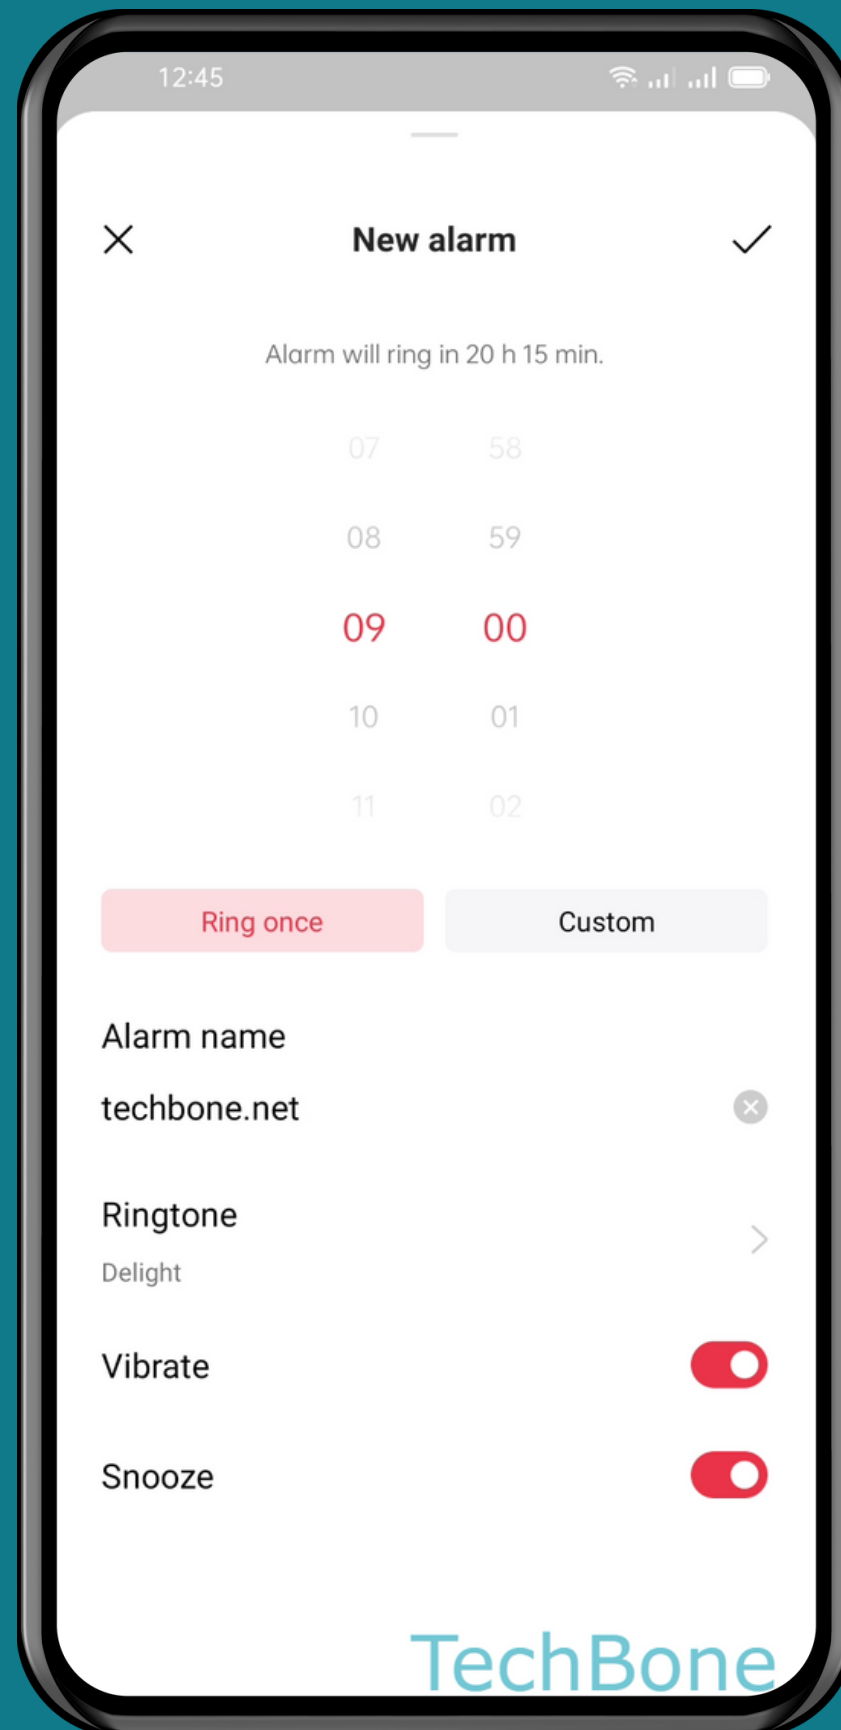 12:45
New alarm
Alarm will ring in 20 h 15 min.
07 58
08 59
09 00
10 01
11 02
Ring once Custom
Alarm name
techbone.net
Ringtone
Delight
Vibrate
Snooze
TechBone